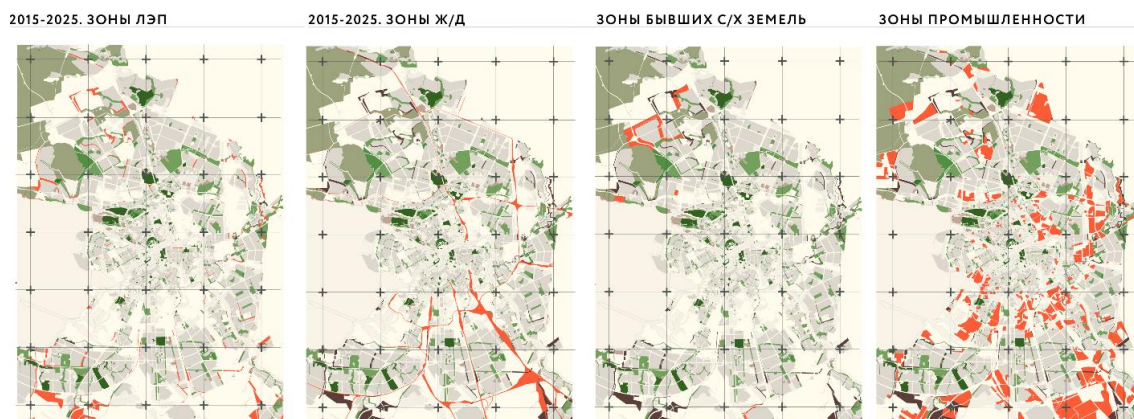 2015-2025. ЗОНЫ ЛЭП
2015-2025. ЗОНЫ Ж/Д
ЗОНЫ БЫВШИХ С/Х ЗЕМЕЛЬ
ЗОНЫ ПРОМЫШЛЕННОСТИ